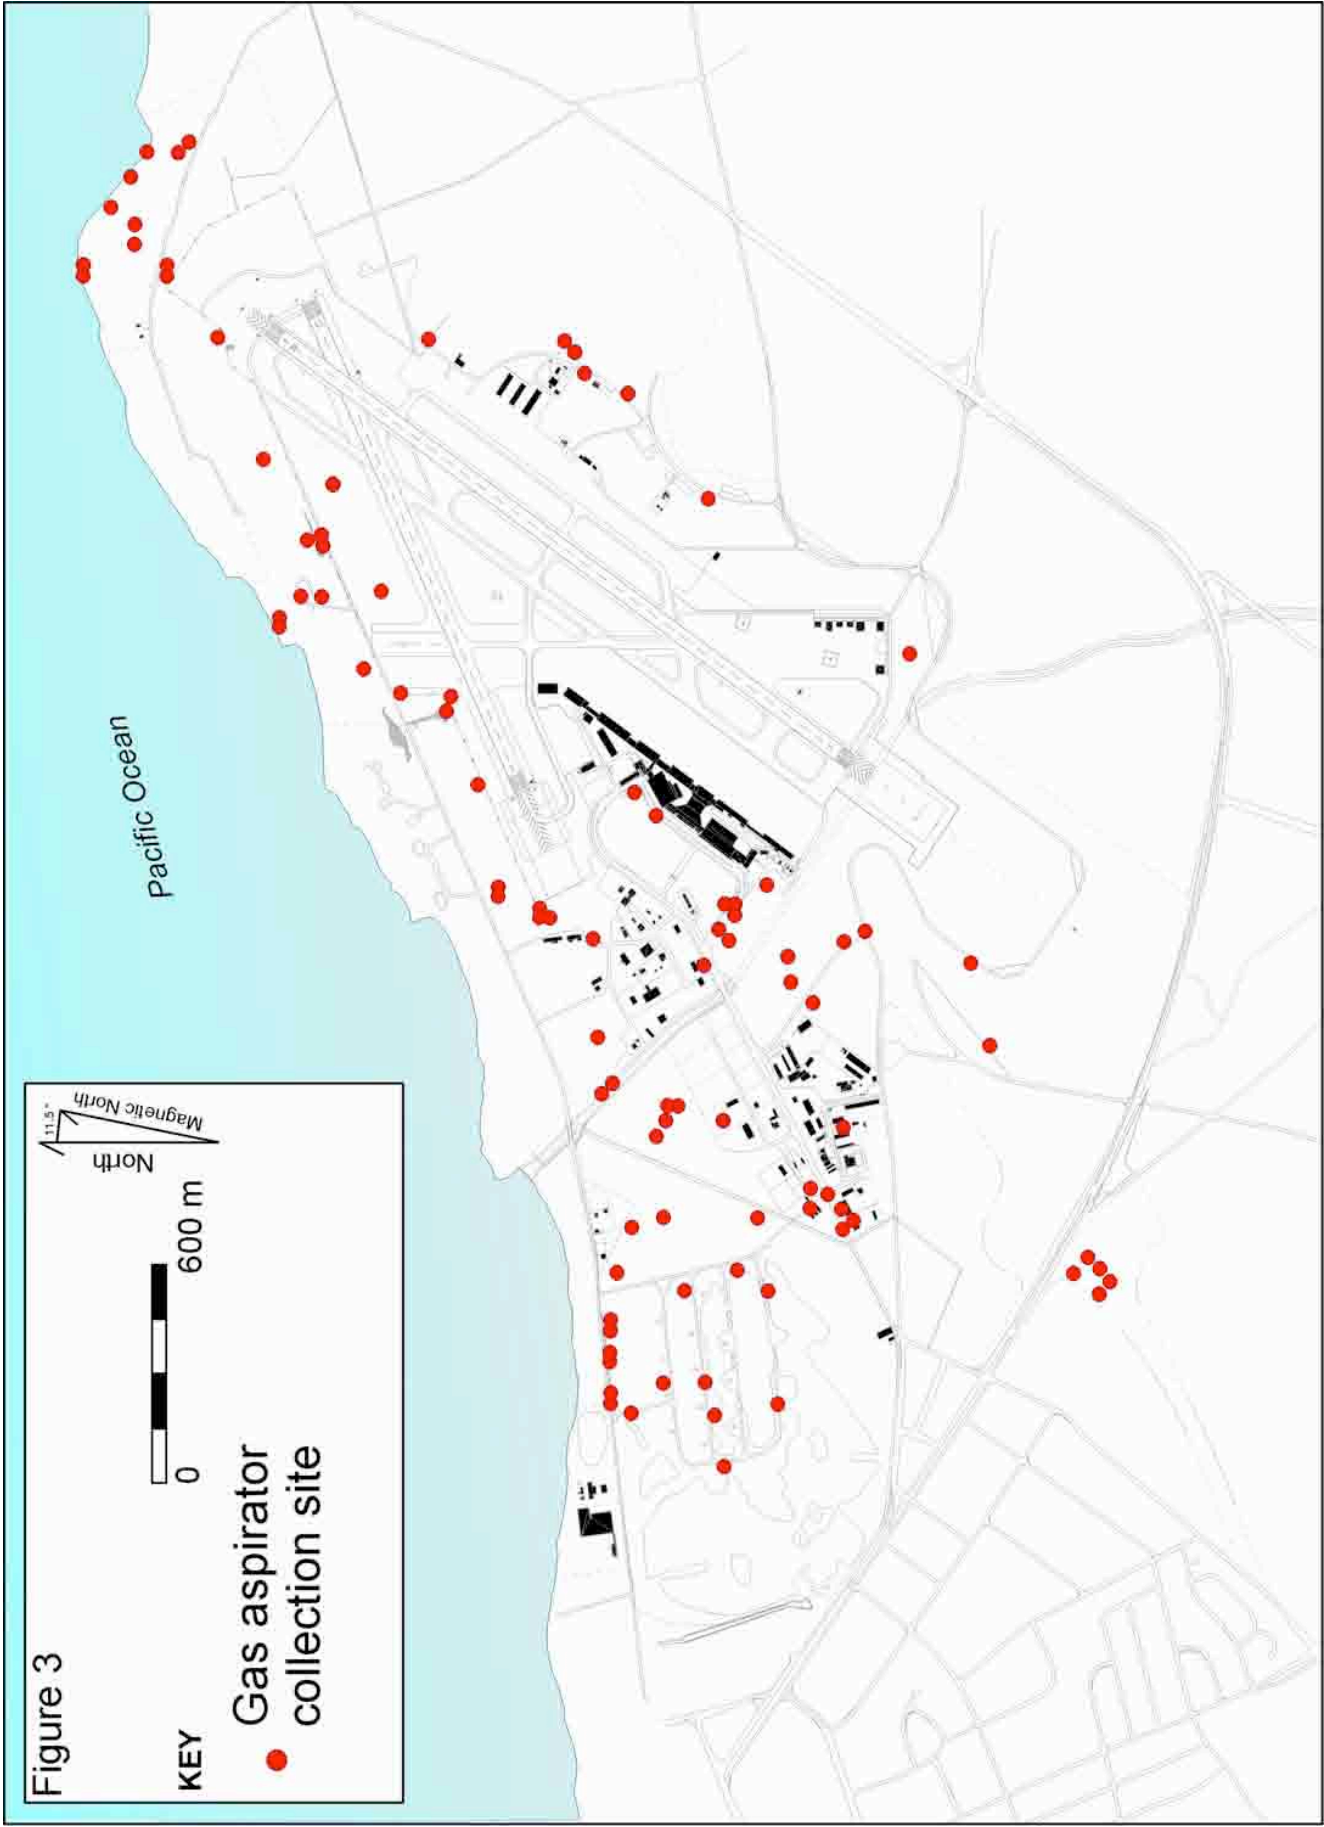 Figure 3
KEY
Gas aspirator
collection site
0
600 m
North
Magnetic North
11.5 °
Pacific Ocean